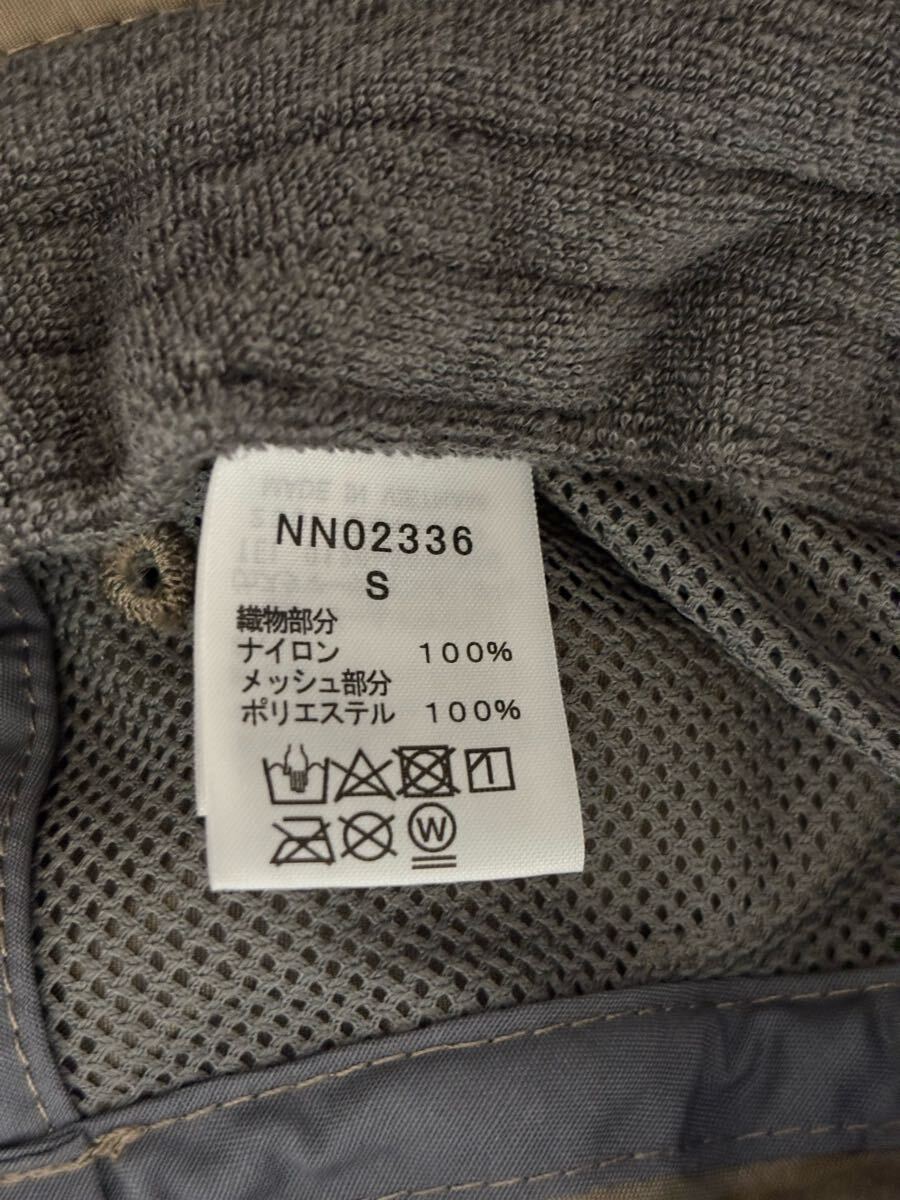 NN02336
S
織物部分
ナイロン 100%
メッシュ部分
ポリエステル 100%
W